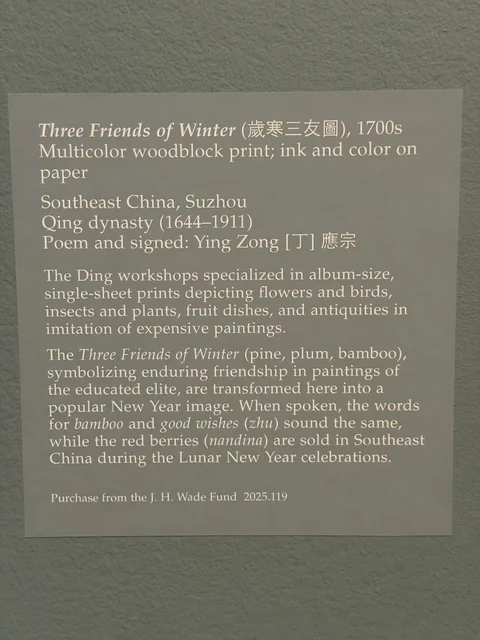 Three Friends of Winter (歲寒三友圖), 1700s
Multicolor woodblock print; ink and color on
paper
Southeast China, Suzhou
Qing dynasty (1644–1911)
Poem and signed: Ying Zong [丁] 應宗
The Ding workshops specialized in album-size,
single-sheet prints depicting flowers and birds,
insects and plants, fruit dishes, and antiquities in
imitation of expensive paintings.
The Three Friends of Winter (pine, plum, bamboo),
symbolizing enduring friendship in paintings of
the educated elite, are transformed here into a
popular New Year image. When spoken, the words
for bamboo and good wishes (zhu) sound the same,
while the red berries (nandina) are sold in Southeast
China during the Lunar New Year celebrations.
Purchase from the J. H. Wade Fund 2025.119